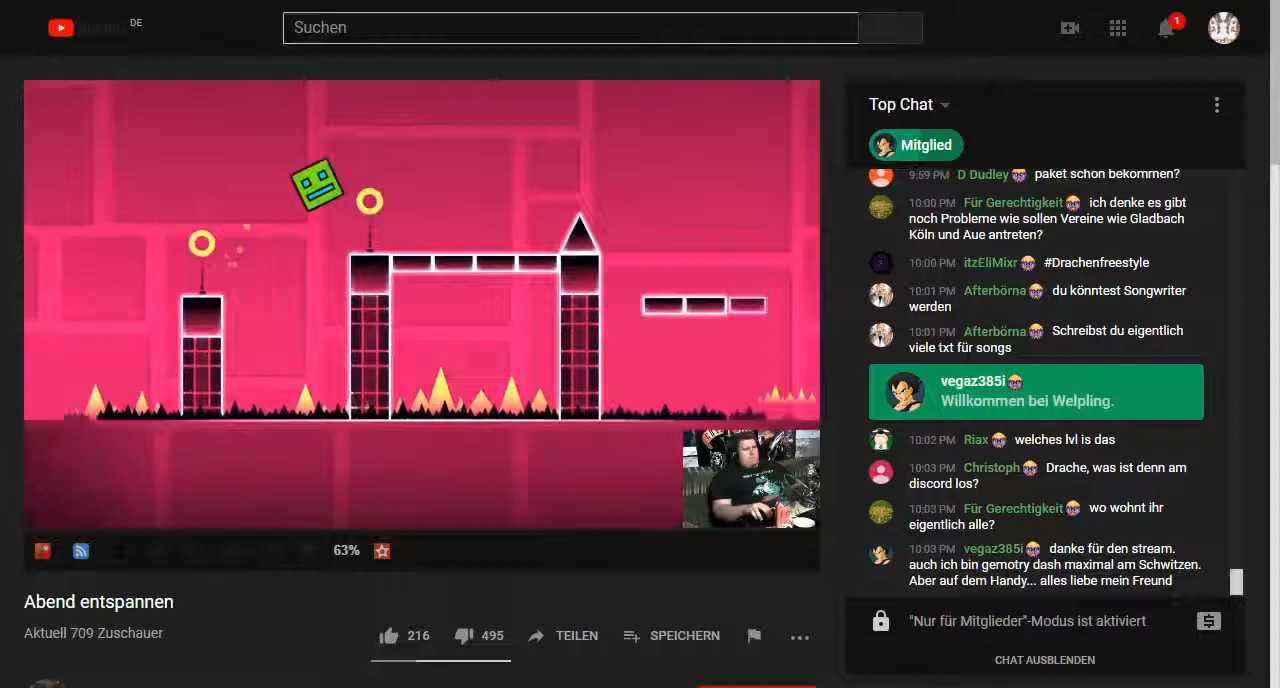 DE
Suchen
1
Top Chat
Mitglied
9:59 PM D Dudley paket schon bekommen?
10:00 PM Für Gerechtigkeit ich denke es gibt
noch Probleme wie sollen Vereine wie Gladbach
Köln und Aue antreten?
10:00 PM itzEliMixr #Drachenfreestyle
10:01 PM Afterbörna du könntest Songwriter
werden
10:01 PM Afterbörna Schreibst du eigentlich
viele txt für songs
vegaz385i
Willkommen bei Welpling.
10:02 PM Riax welches lvl is das
10:03 PM Christoph Drache, was ist denn am
discord los?
10:03 PM Für Gerechtigkeit wo wohnt ihr
eigentlich alle?
10:03 PM vegaz385i danke für den stream.
auch ich bin gemotry dash maximal am Schwitzen.
Aber auf dem Handy... alles liebe mein Freund
63%
Abend entspannen
Aktuell 709 Zuschauer
216
495
TEILEN
SPEICHERN
"Nur für Mitglieder"-Modus ist aktiviert
CHAT AUSBLENDEN